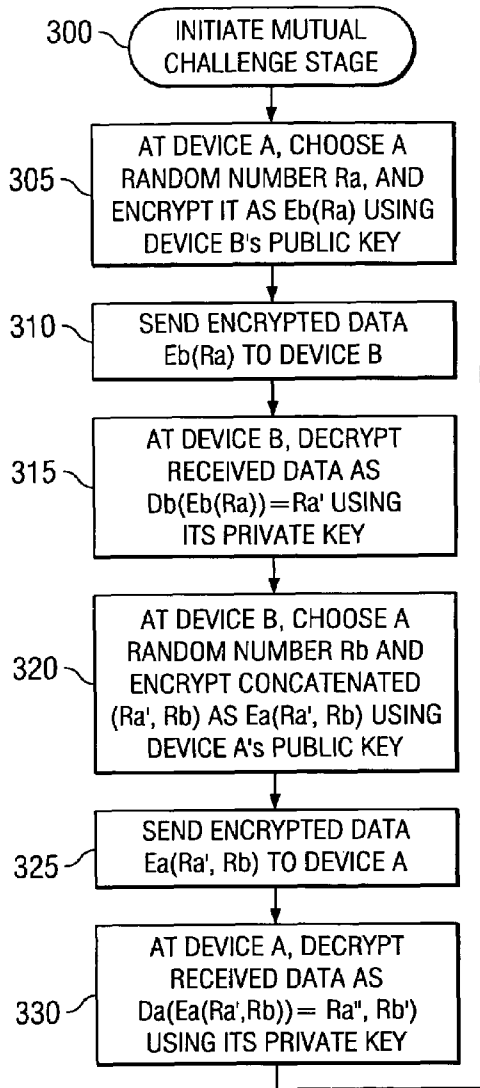 300
INITIATE MUTUAL
CHALLENGE STAGE
305
AT DEVICE A, CHOOSE A
RANDOM NUMBER Ra, AND
ENCRYPT IT AS Eb(Ra) USING
DEVICE B's PUBLIC KEY
310
SEND ENCRYPTED DATA
Eb(Ra) TO DEVICE B
315
AT DEVICE B, DECRYPT
RECEIVED DATA AS
Db(Eb(Ra))=Ra' USING
ITS PRIVATE KEY
320
AT DEVICE B, CHOOSE A
RANDOM NUMBER Rb AND
ENCRYPT CONCATENATED
(Ra', Rb) AS Ea(Ra', Rb) USING
DEVICE A's PUBLIC KEY
325
SEND ENCRYPTED DATA
Ea(Ra', Rb) TO DEVICE A
330
AT DEVICE A, DECRYPT
RECEIVED DATA AS
Da(Ea(Ra',Rb))= Ra", Rb')
USING ITS PRIVATE KEY